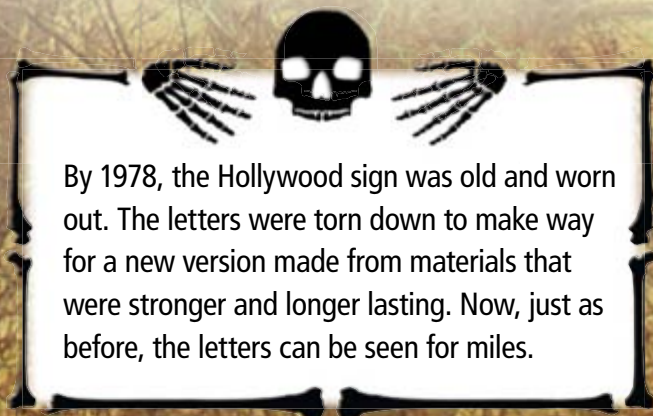 By 1978, the Hollywood sign was old and worn
out. The letters were torn down to make way
for a new version made from materials that
were stronger and longer lasting. Now, just as
before, the letters can be seen for miles.